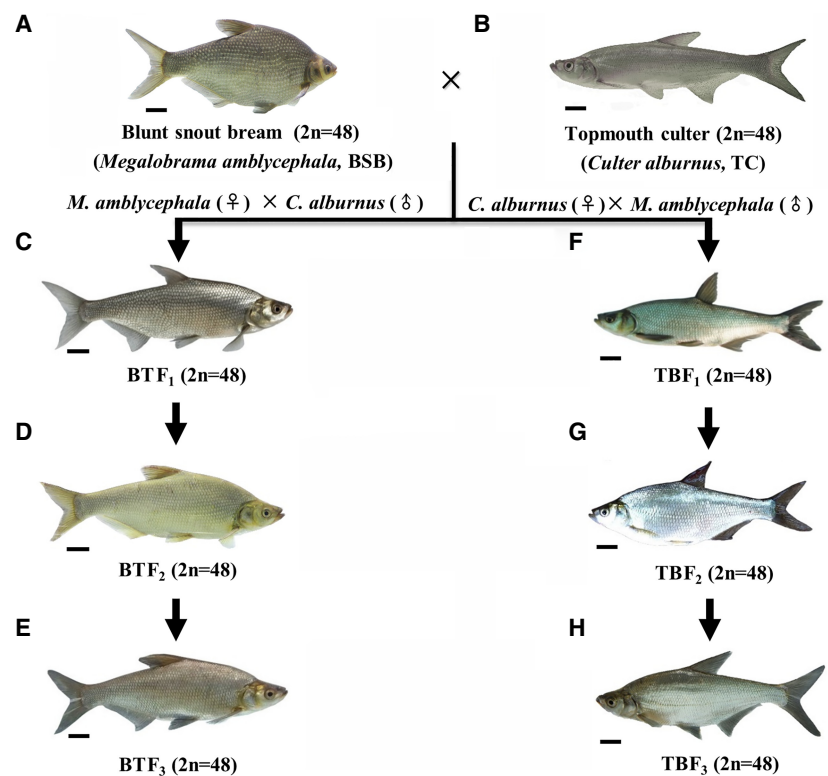 A
B
×
Blunt snout bream (2n=48)
(Megalobrama amblycephala, BSB)
Topmouth culter (2n=48)
(Culter alburnus, TC)
M. amblycephala (♀) × C. alburnus (♂)
C. alburnus (♀)× M. amblycephala (♂)
C
F
BTF₁ (2n=48)
TBF₁ (2n=48)
D
G
BTF₂ (2n=48)
TBF₂ (2n=48)
E
H
BTF₃ (2n=48)
TBF₃ (2n=48)